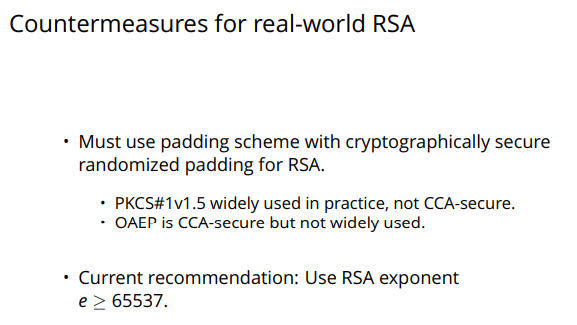 Countermeasures for real-world RSA
• Must use padding scheme with cryptographically secure
randomized padding for RSA.
• PKCS#1v1.5 widely used in practice, not CCA-secure.
• OAEP is CCA-secure but not widely used.
• Current recommendation: Use RSA exponent
e ≥ 65537.